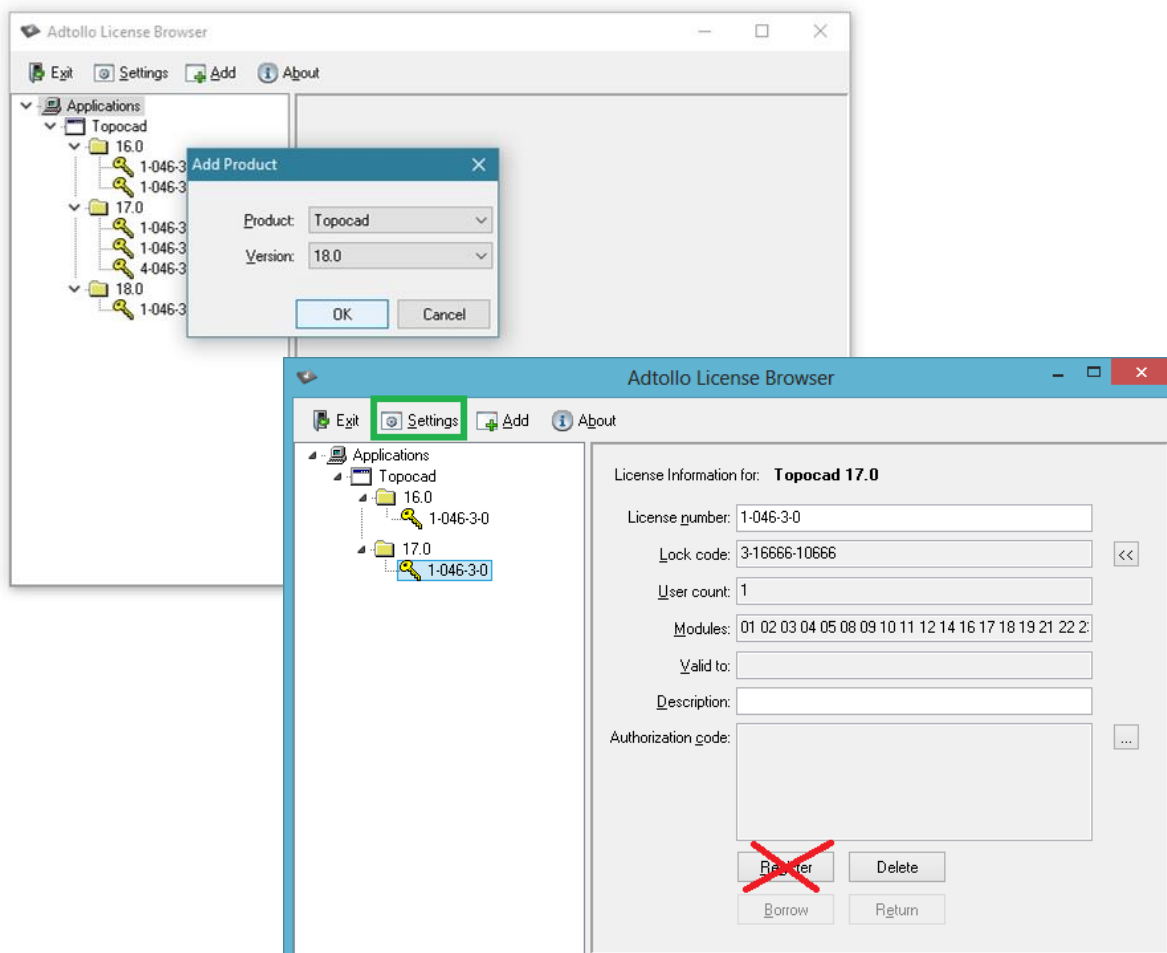 Adtollo License Browser
Exit Settings Add About
Applications
Topocad
16.0
1-046-3
1-046-3
17.0
1-046-3
1-046-3
4-046-3
18.0
1-046-3
Add Product
Product: Topocad
Version: 18.0
OK Cancel
Adtollo License Browser
Exit Settings Add About
Applications
Topocad
16.0
1-046-3-0
17.0
1-046-3-0
License Information for: Topocad 17.0
License number: 1-046-3-0
Lock code: 3-16666-10666 <<
User count: 1
Modules: 01 02 03 04 05 08 09 10 11 12 14 16 17 18 19 21 22 2
Valid to:
Description:
Authorization code: ...
Register Delete
Borrow Return